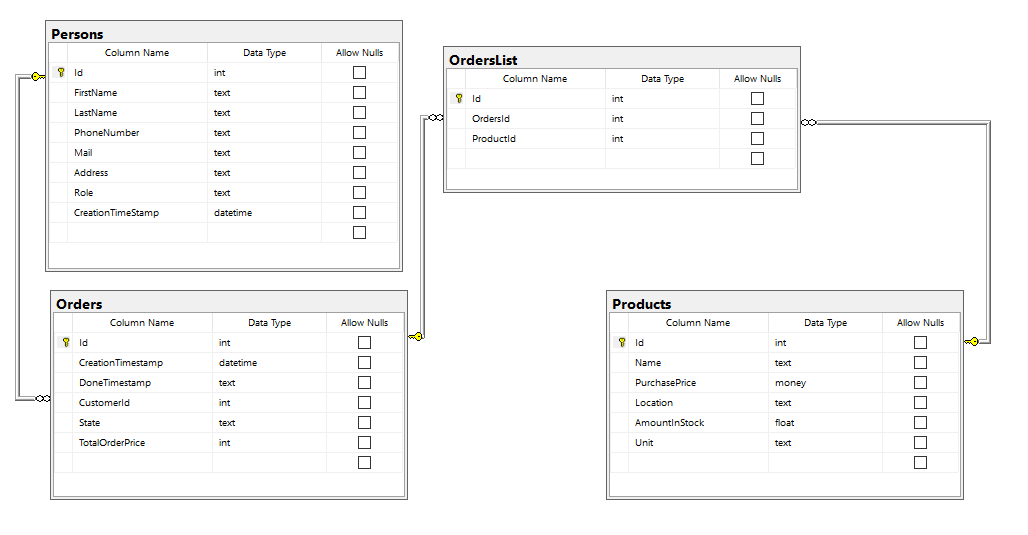 Persons
Column Name Data Type Allow Nulls
Id int
FirstName text
LastName text
PhoneNumber text
Mail text
Address text
Role text
CreationTimeStamp datetime
OrdersList
Column Name Data Type Allow Nulls
Id int
OrdersId int
ProductId int
Orders
Column Name Data Type Allow Nulls
Id int
CreationTimestamp datetime
DoneTimestamp text
CustomerId int
State text
TotalOrderPrice int
Products
Column Name Data Type Allow Nulls
Id int
Name text
PurchasePrice money
Location text
AmountInStock float
Unit text